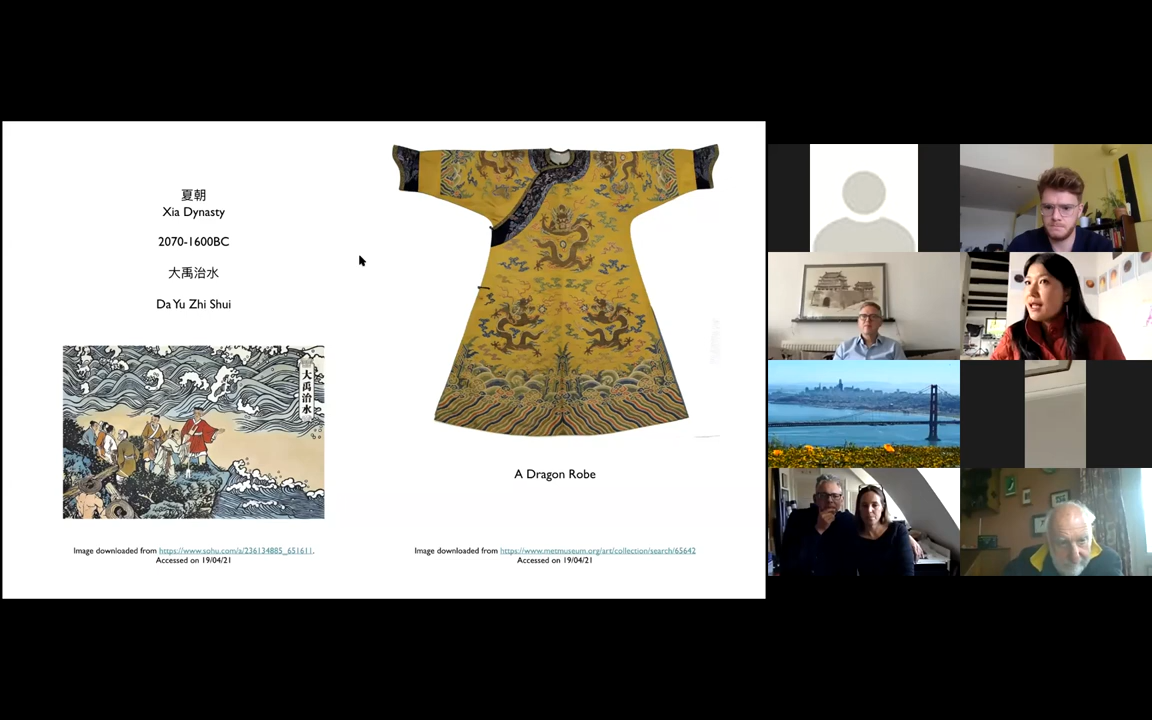 夏朝
Xia Dynasty
2070-1600BC
大禹治水
Da Yu Zhi Shui
大禹治水
Image downloaded from https://www.sohu.com/a/236134885_651611.
Accessed on 19/04/21
A Dragon Robe
Image downloaded from https://www.metmuseum.org/art/collection/search/65642
Accessed on 19/04/21